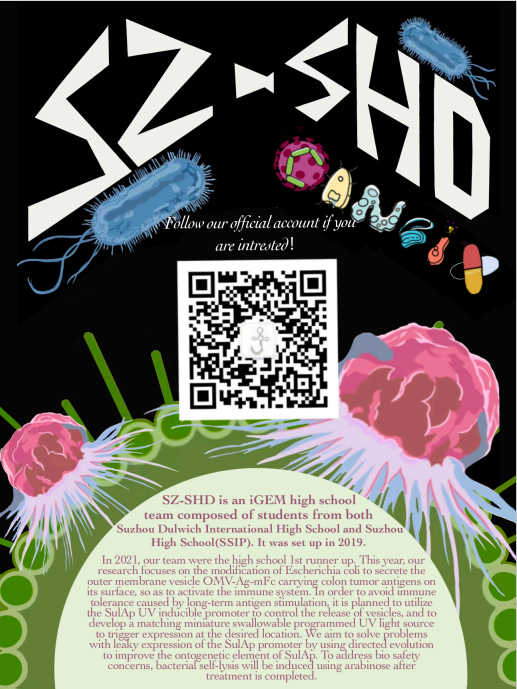 SZ-SHD
Follow our official account if you
are intrested!
SZ-SHD is an iGEM high school
team composed of students from both
Suzhou Dulwich International High School and Suzhou
High School(SSIP). It was set up in 2019.
In 2021, our team were the high school 1st runner up. This year, our
research focuses on the modification of Escherichia coli to secrete the
outer membrane vesicle OMV-Ag-mFc carrying colon tumor antigens on
its surface, so as to activate the immune system. In order to avoid immune
tolerance caused by long-term antigen stimulation, it is planned to utilize
the SulAp UV inducible promoter to control the release of vesicles, and to
develop a matching miniature swallowable programmed UV light source
to trigger expression at the desired location. We aim to solve problems
with leaky expression of the SulAp promoter by using directed evolution
to improve the ontogenetic element of SulAp. To address bio safety
concerns, bacterial self-lysis will be induced using arabinose after
treatment is completed.